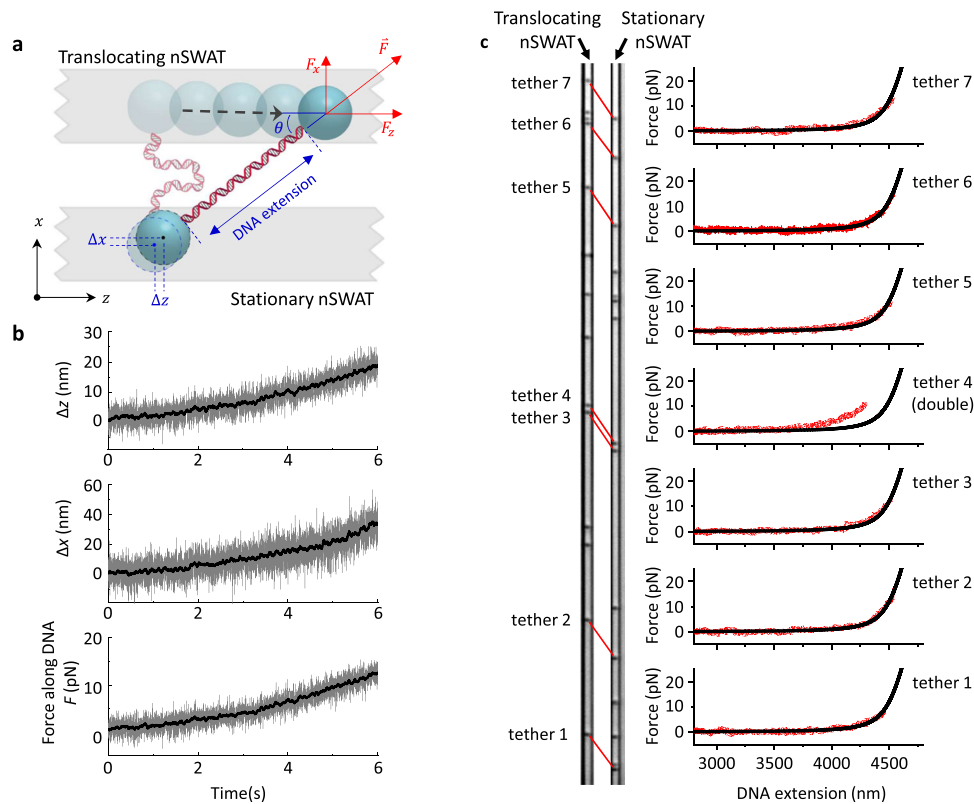 a
Translocating nSWAT
Fx
F⃗
Fz
θ
DNA extension
Δx
Δz
x
z
Stationary nSWAT
b
Δz (nm)
30
20
10
0
0 2 4 6
Δx (nm)
60
40
20
0
0 2 4 6
Force along DNA
F (pN)
20
10
0
0 2 4 6
Time(s)
c
Translocating
nSWAT
Stationary
nSWAT
tether 7
tether 6
tether 5
tether 4
tether 3
tether 2
tether 1
Force (pN)
20
10
0
tether 7
Force (pN)
20
10
0
tether 6
Force (pN)
20
10
0
tether 5
Force (pN)
20
10
0
tether 4
(double)
Force (pN)
20
10
0
tether 3
Force (pN)
20
10
0
tether 2
Force (pN)
20
10
0
tether 1
3000 3500 4000 4500
DNA extension (nm)